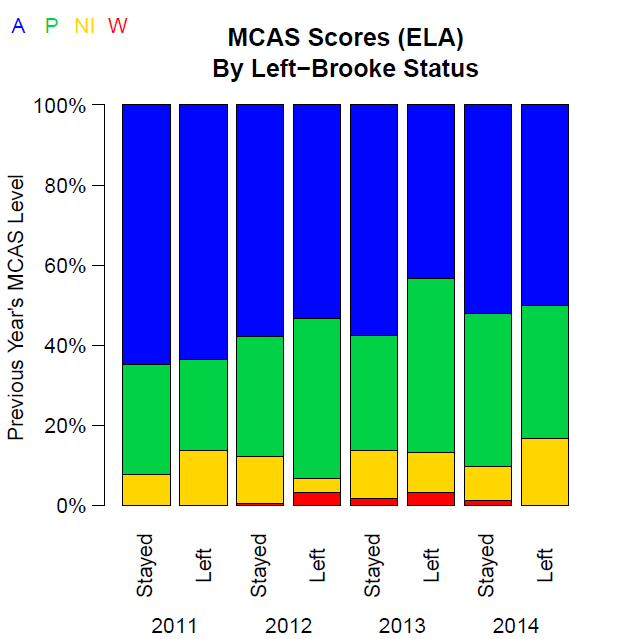 A P NI W
MCAS Scores (ELA)
By Left−Brooke Status
Previous Year's MCAS Level
100%
80%
60%
40%
20%
0%
Stayed Left Stayed Left Stayed Left Stayed Left
2011 2012 2013 2014